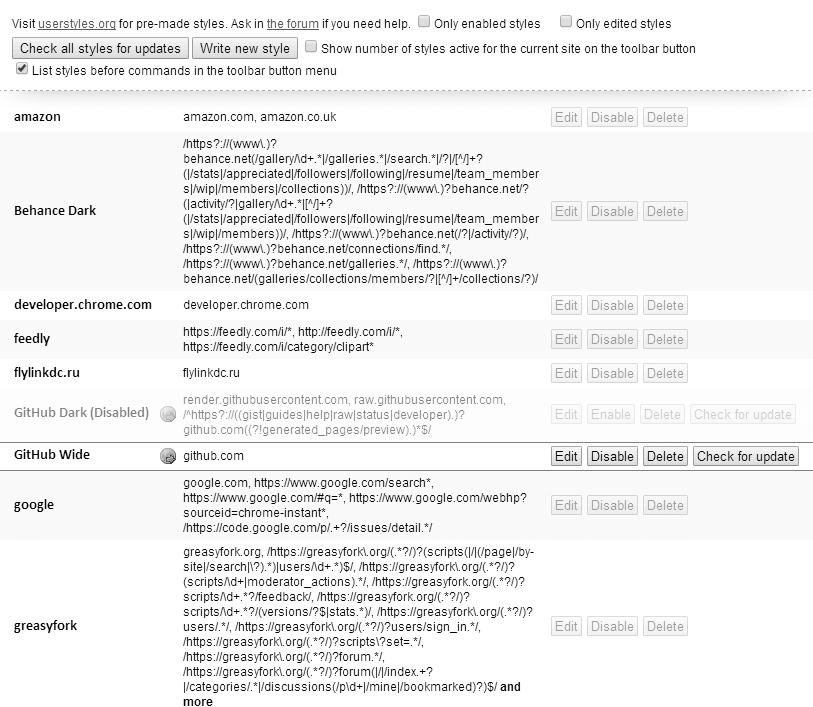 Visit userstyles.org for pre-made styles. Ask in the forum if you need help. Only enabled styles Only edited styles
Check all styles for updates Write new style Show number of styles active for the current site on the toolbar button
List styles before commands in the toolbar button menu
amazon amazon.com, amazon.co.uk Edit Disable Delete
/https?://(www\.)?
behance.net(/gallery/\d+.*|/galleries.*|/search.*|/?|/[^/]+?
(|/stats|/appreciated|/followers|/following|/resume|/team_member
s|/wip|/members|/collections))/, /https?://(www\.)?behance.net/?
Behance Dark (|activity/?|gallery/\d+.*|[^/]+? Edit Disable Delete
(|/stats|/appreciated|/followers|/following|/resume|/team_member
s|/wip|/members))/, /https?://(www\.)?behance.net(/?|/activity/?)/,
/https?://(www\.)?behance.net/connections/find.*/,
/https?://(www\.)?behance.net/galleries.*/, /https?://(www\.)?
behance.net/(galleries/collections/members/?|[^/]+/collections/?)/
developer.chrome.com developer.chrome.com Edit Disable Delete
https://feedly.com/i/*, http://feedly.com/i/*,
feedly Edit Disable Delete
https://feedly.com/i/category/clipart*
flylinkdc.ru flylinkdc.ru Edit Disable Delete
render.githubusercontent.com, raw.githubusercontent.com,
GitHub Dark (Disabled) /^https?://((gist|guides|help|raw|status|developer).)? Edit Enable Delete Check for update
github.com((?!generated_pages/preview).)*$/
GitHub Wide github.com Edit Disable Delete Check for update
google.com, https://www.google.com/search*,
https://www.google.com/#q=*, https://www.google.com/webhp?
google Edit Disable Delete
sourceid=chrome-instant*,
/https://code.google.com/p/.+?/issues/detail.*/
greasyfork.org, /https://greasyfork\.org/(.*?/)?(scripts(|/|(/page|/by-
site|/search|\?).*)|users/\d+.*)$/, /https://greasyfork\.org/(.*?/)?
(scripts/\d+|moderator_actions).*/, /https://greasyfork.org/(.*?/)?
scripts/\d+.*?/feedback/, /https://greasyfork.org/(.*?/)?
scripts/\d+.*?/(versions/?$|stats.*)/, /https://greasyfork\.org/(.*?/)?
greasyfork users/.*/, /https://greasyfork\.org/(.*?/)?users/sign_in.*/, Edit Disable Delete
/https://greasyfork\.org/(.*?/)?scripts\?set=.*/,
/https://greasyfork\.org/(.*?/)?forum.*/,
/https://greasyfork\.org/(.*?/)?forum(|/|/index.+?
|/categories/.*|/discussions(/p\d+|/mine|/bookmarked)?)$/ and
more